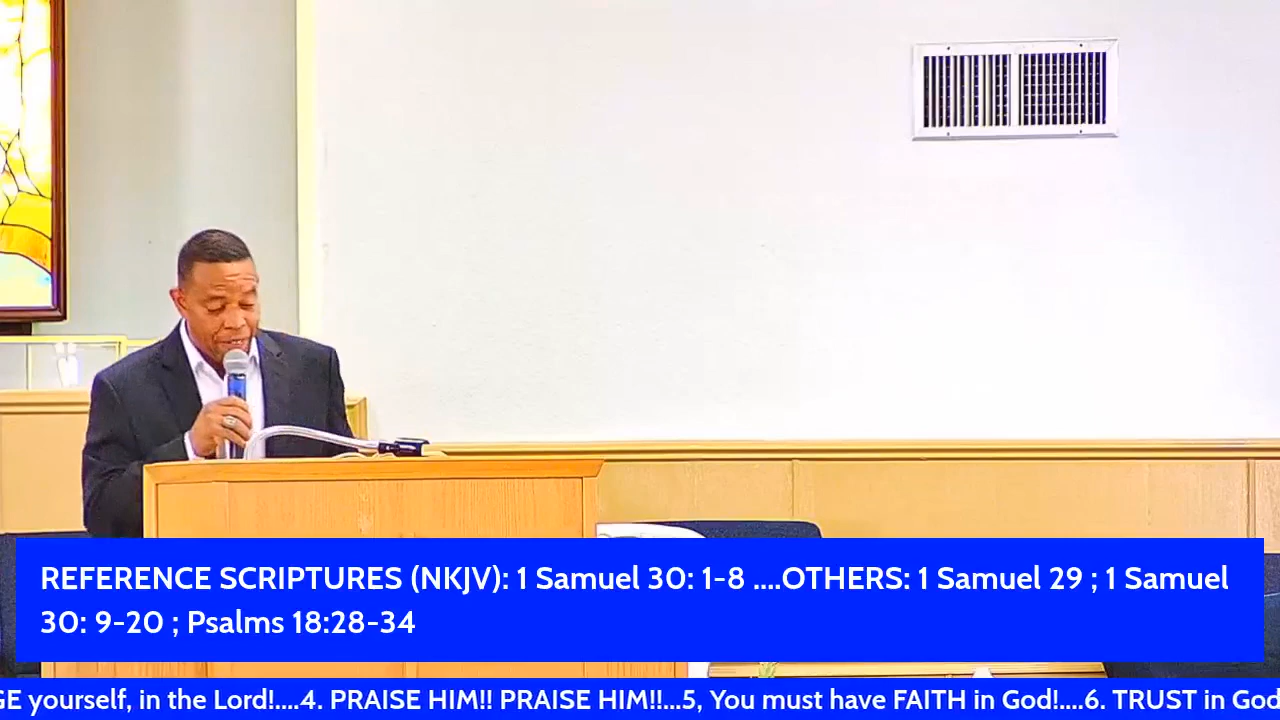 REFERENCE SCRIPTURES (NKJV): 1 Samuel 30: 1-8 ....OTHERS: 1 Samuel 29 ; 1 Samuel
30: 9-20 ; Psalms 18:28-34
GE yourself, in the Lord!....4. PRAISE HIM!! PRAISE HIM!!...5, You must have FAITH in God!....6. TRUST in God